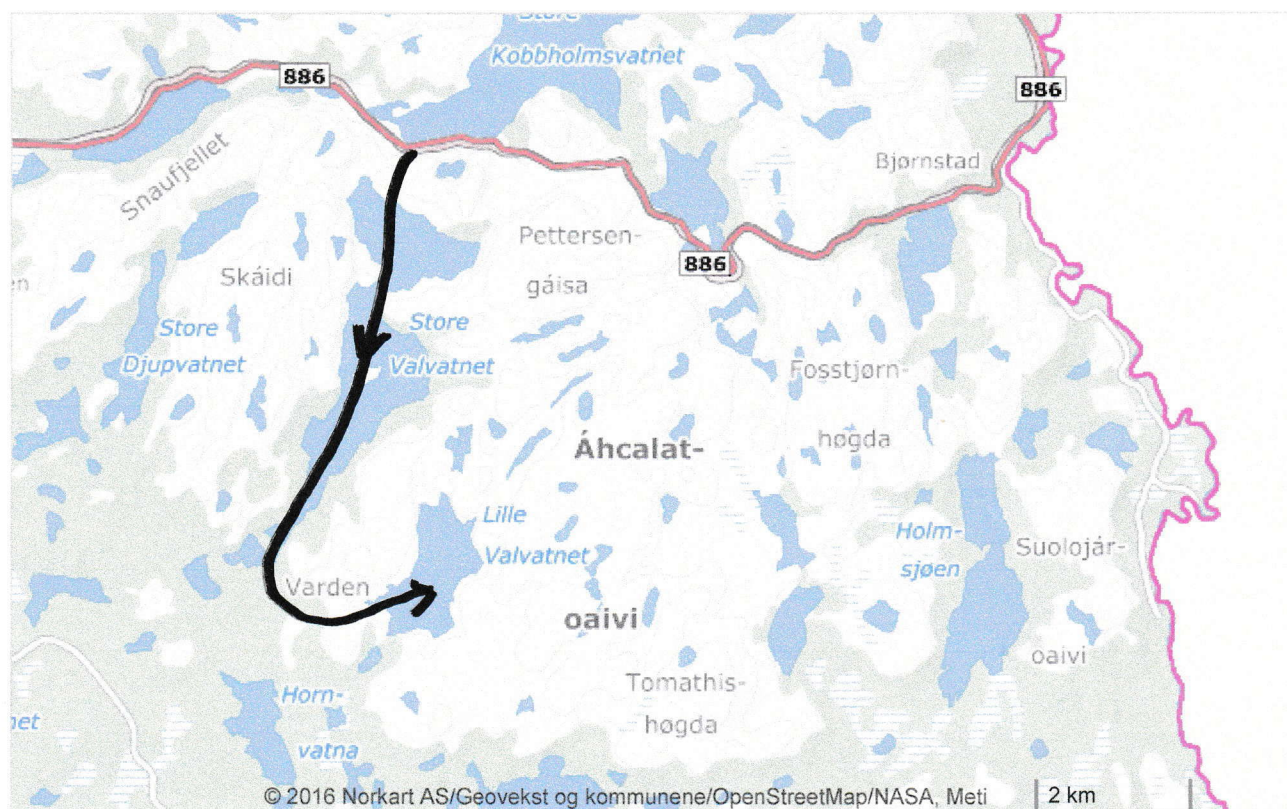 Store
Kobbholmsvatnet
886
886
Bjørnstad
Snaufjellet
Pettersen-
gáisa
886
Skáidi
en
Store
Valvatnet
Store
Djupvatnet
Fosstjørn-
høgda
Áhcalat-
oaivi
Lille
Valvatnet
Holm-
sjøen
Suolojár-
oaivi
Varden
Tomathis-
høgda
Horn-
vatna
net
© 2016 Norkart AS/Geovekst og kommunene/OpenStreetMap/NASA, Meti
2 km